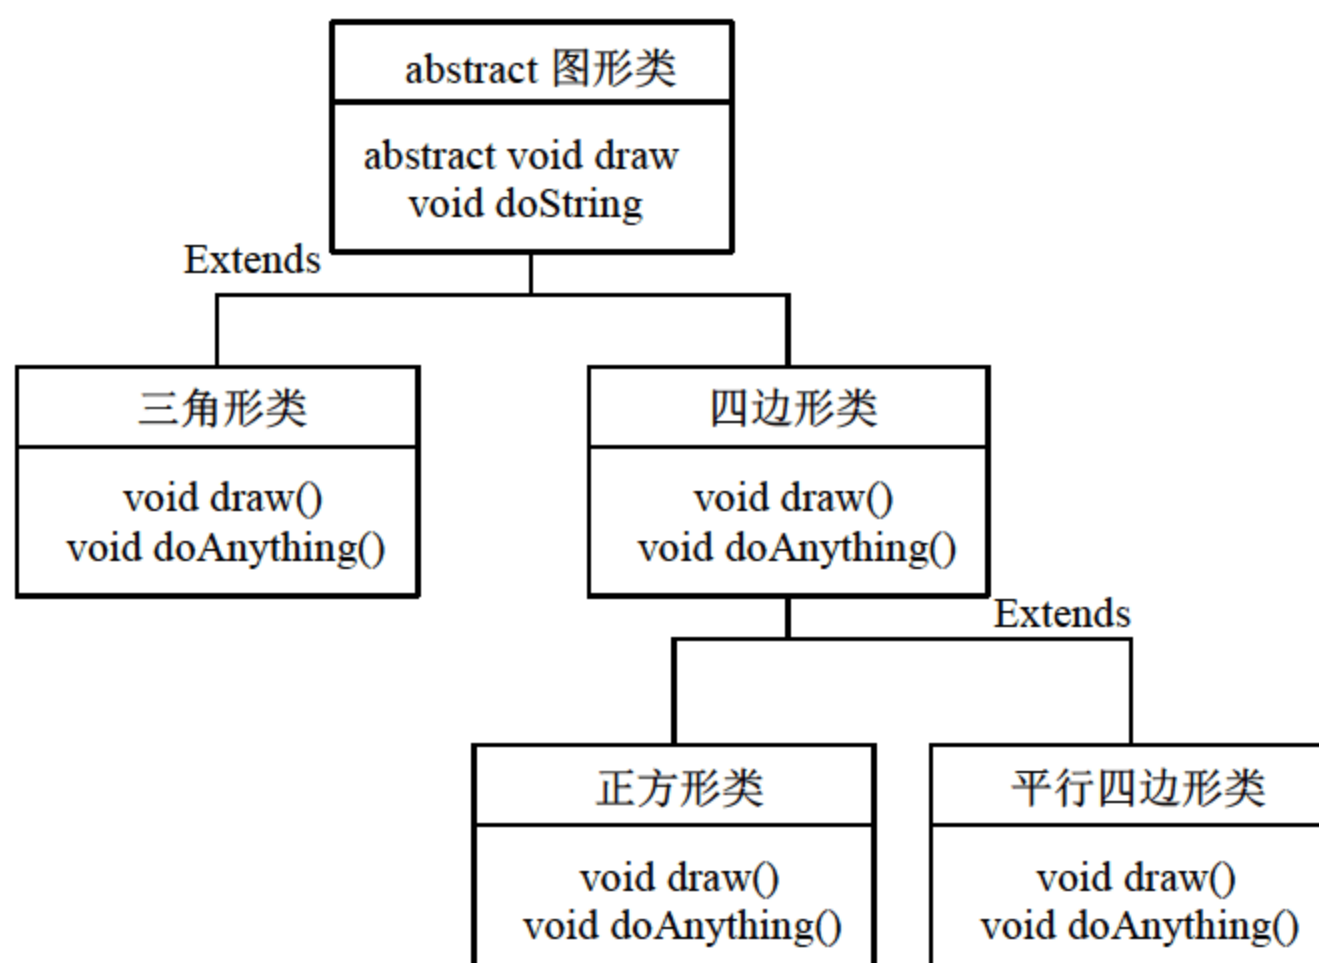 abstract 图形类
abstract void draw
void doString
Extends
三角形类
void draw()
void doAnything()
四边形类
void draw()
void doAnything()
Extends
正方形类
void draw()
void doAnything()
平行四边形类
void draw()
void doAnything()